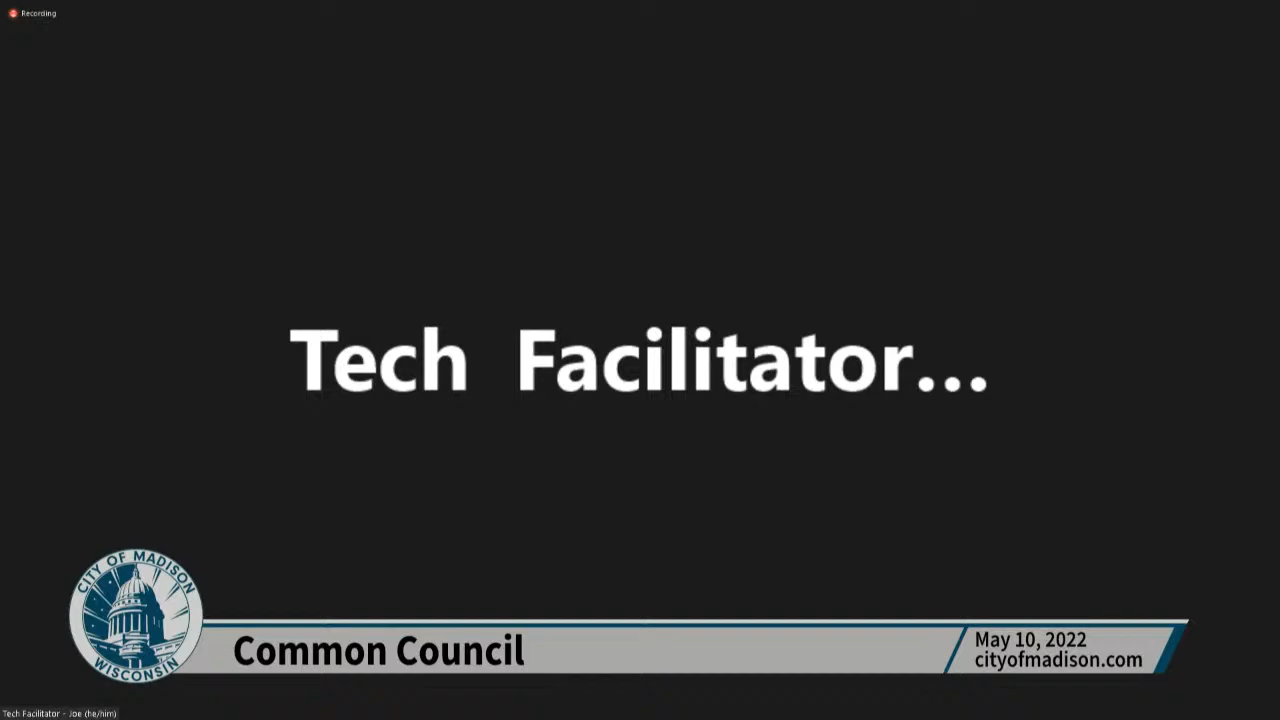 Recording
Tech Facilitator...
CITY OF MADISON
WISCONSIN
Common Council
May 10, 2022
cityofmadison.com
Tech Facilitator - Joe (he/him)